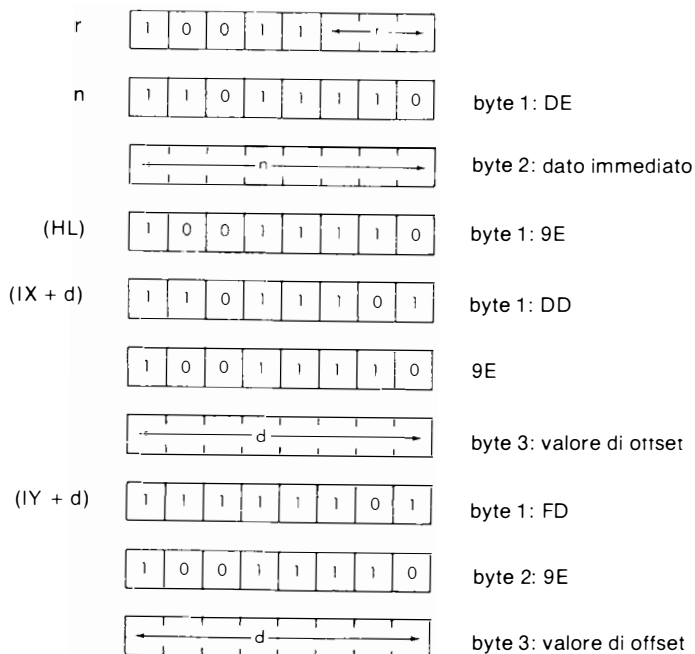 r 1 0 0 1 1 r
n 1 1 0 1 1 1 1 0 byte 1: DE
n byte 2: dato immediato
(HL) 1 0 0 1 1 1 1 0 byte 1: 9E
(IX + d) 1 1 0 1 1 1 0 1 byte 1: DD
1 0 0 1 1 1 1 0 9E
d byte 3: valore di offset
(IY + d) 1 1 1 1 1 1 0 1 byte 1: FD
1 0 0 1 1 1 1 0 byte 2: 9E
d byte 3: valore di offset